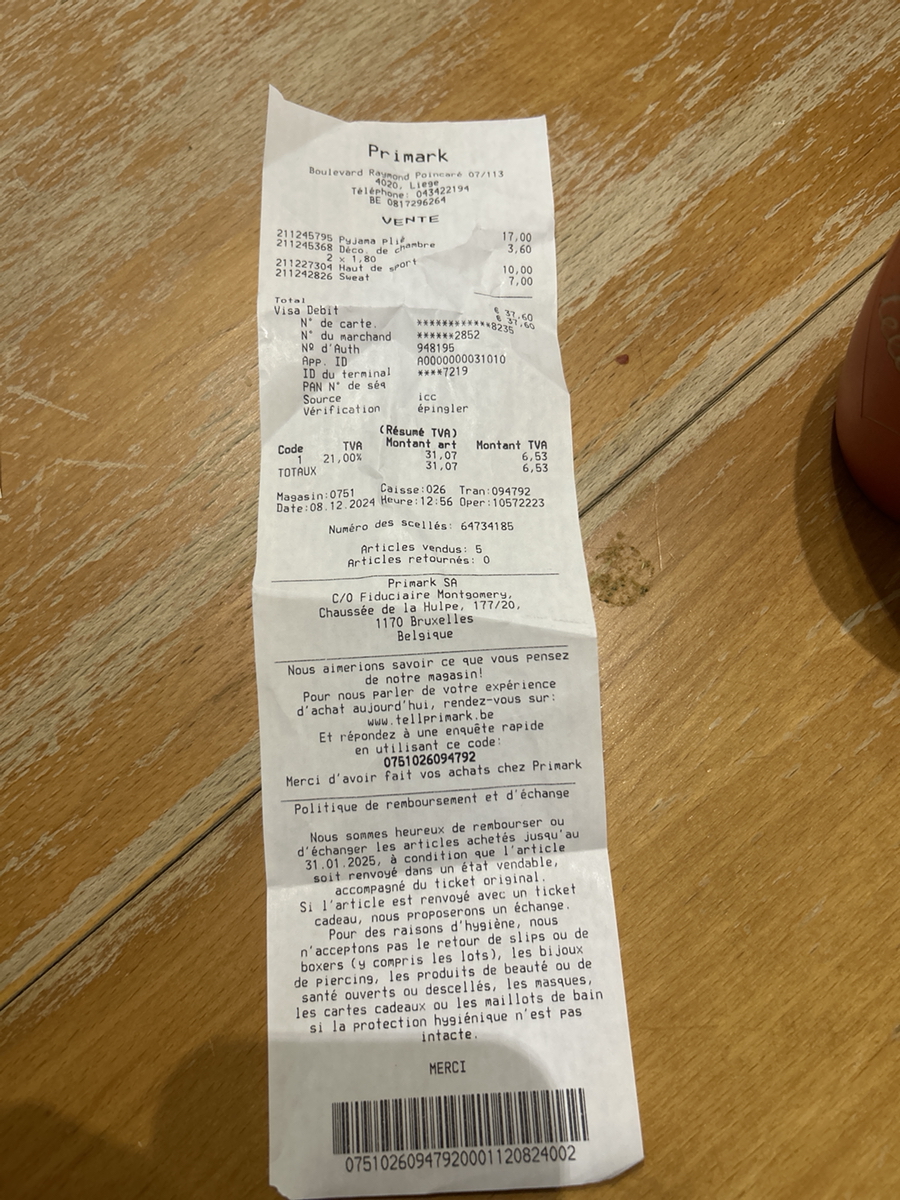 Primark
Boulevard Raymond Poincaré 07/113
4020, Liege
Téléphone: 043422194
BE 0817296264
VENTE
211245795 Pyjama plié 17,00
211245368 Déco. de chambre 3,60
2 x 1,80
211227304 Haut de sport 10,00
211242826 Sweat 7,00
Total € 37,60
Visa Debit € 37,60
N° de carte. ************8235
N° du marchand ******2852
Nº d'Auth 948195
App. ID A0000000031010
ID du terminal ****7219
PAN N° de séq
Source icc
Vérification épingler
(Résumé TVA)
Code TVA Montant art Montant TVA
1 21,00% 31,07 6,53
TOTAUX 31,07 6,53
Magasin:0751 Caisse:026 Tran:094792
Date:08.12.2024 Heure:12:56 Oper:10572223
Numéro des scellés: 64734185
Articles vendus: 5
Articles retournés: 0
Primark SA
C/O Fiduciaire Montgomery,
Chaussée de la Hulpe, 177/20,
1170 Bruxelles
Belgique
Nous aimerions savoir ce que vous pensez
de notre magasin!
Pour nous parler de votre expérience
d'achat aujourd'hui, rendez-vous sur:
www.tellprimark.be
Et répondez à une enquête rapide
en utilisant ce code:
0751026094792
Merci d'avoir fait vos achats chez Primark
Politique de remboursement et d'échange
Nous sommes heureux de rembourser ou
d'échanger les articles achetés jusqu'au
31.01.2025, à condition que l'article
soit renvoyé dans un état vendable,
accompagné du ticket original.
Si l'article est renvoyé avec un ticket
cadeau, nous proposerons un échange.
Pour des raisons d'hygiène, nous
n'acceptons pas le retour de slips ou de
boxers (y compris les lots), les bijoux
de piercing, les produits de beauté ou de
santé ouverts ou descellés, les masques,
les cartes cadeaux ou les maillots de bain
si la protection hygiénique n'est pas
intacte.
MERCI
07510260947920001120824002